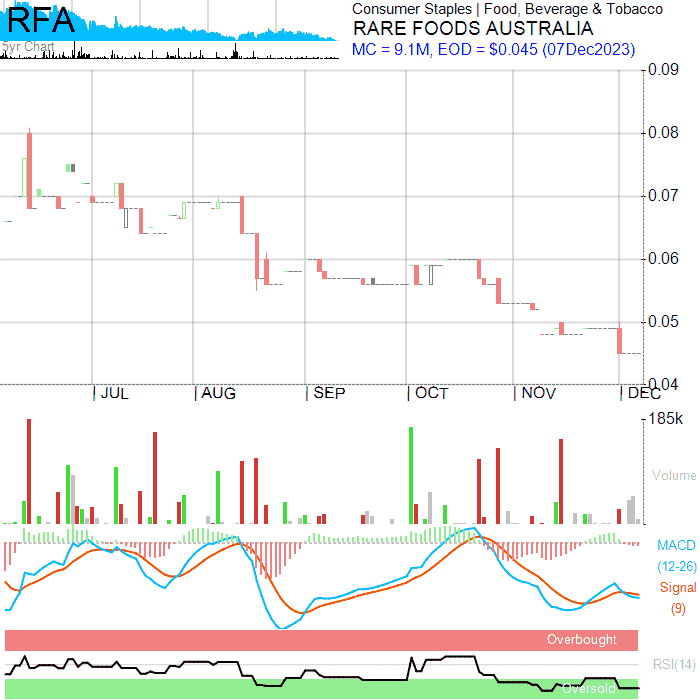 RFA
5yr Chart
Consumer Staples | Food, Beverage & Tobacco
RARE FOODS AUSTRALIA
MC = 9.1M, EOD = $0.045 (07Dec2023)
0.09
0.08
0.07
0.06
0.05
0.04
JUL
AUG
SEP
OCT
NOV
DEC
185k
Volume
MACD
(12-26)
Signal
(9)
Overbought
RSI(14)
Oversold